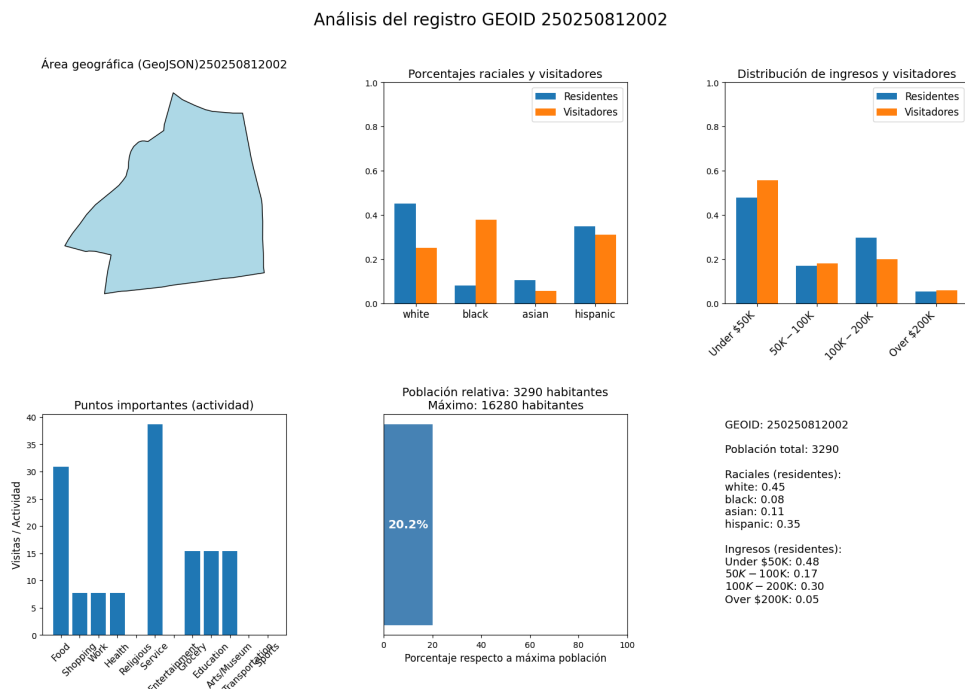 Análisis del registro GEOID 250250812002
Área geográfica (GeoJSON)250250812002
Porcentajes raciales y visitadores
1.0
0.8
0.6
0.4
0.2
0.0
Residentes
Visitadores
white black asian hispanic
Distribución de ingresos y visitadores
1.0
0.8
0.6
0.4
0.2
0.0
Residentes
Visitadores
Under $50K
50K − 100K
100K − 200K
Over $200K
Puntos importantes (actividad)
Visitas / Actividad
40
35
30
25
20
15
10
5
0
Food
Shopping
Work
Health
Religious
Service
Entertainment
Grocery
Education
Arts/Museum
Transportation
Sports
Población relativa: 3290 habitantes
Máximo: 16280 habitantes
20.2%
0 20 40 60 80 100
Porcentaje respecto a máxima población
GEOID: 250250812002
Población total: 3290
Raciales (residentes):
white: 0.45
black: 0.08
asian: 0.11
hispanic: 0.35
Ingresos (residentes):
Under $50K: 0.48
50K − 100K: 0.17
100K − 200K: 0.30
Over $200K: 0.05